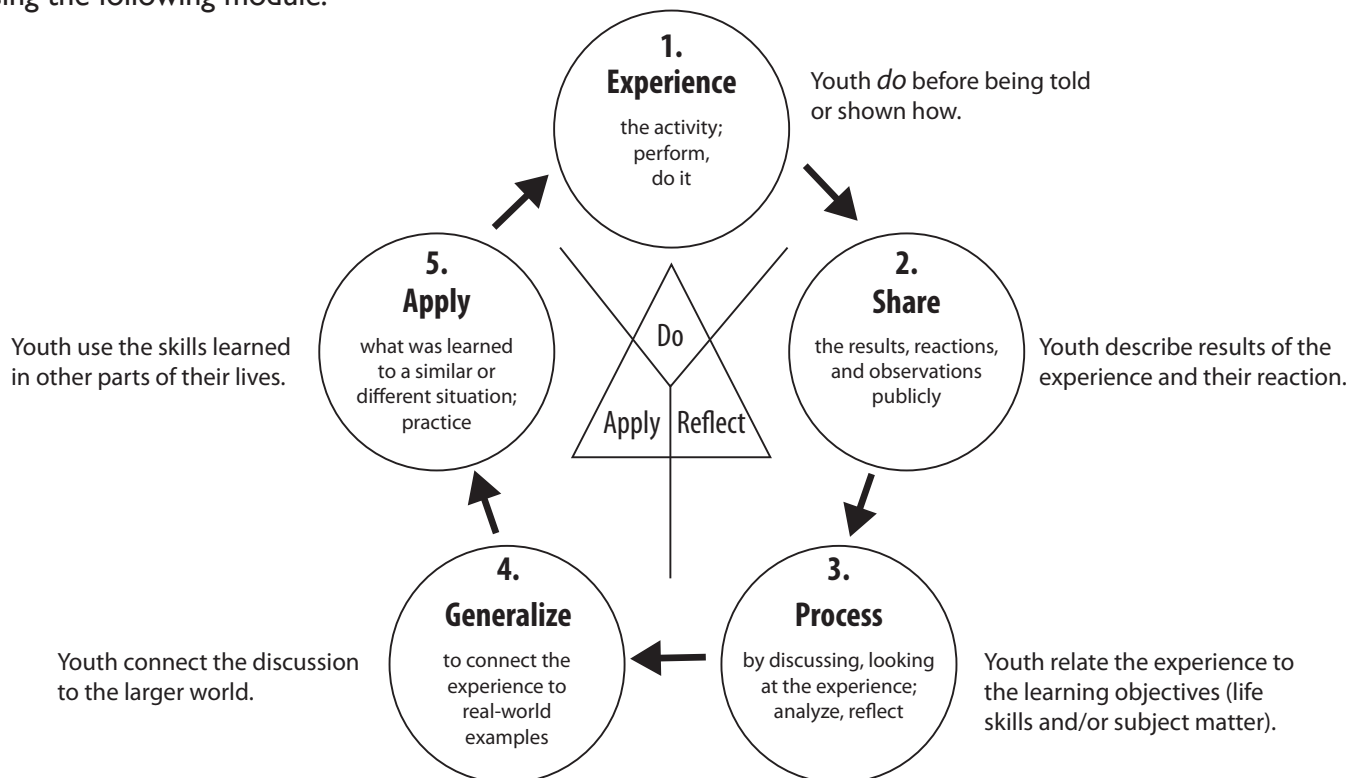 ing the following module.
1.
Experience
the activity;
perform,
do it
Youth do before being told
or shown how.
2.
Share
the results, reactions,
and observations
publicly
Youth describe results of the
experience and their reaction.
3.
Process
by discussing, looking
at the experience;
analyze, reflect
Youth relate the experience to
the learning objectives (life
skills and/or subject matter).
4.
Generalize
to connect the
experience to
real-world
examples
Youth connect the discussion
to the larger world.
5.
Apply
what was learned
to a similar or
different situation;
practice
Youth use the skills learned
in other parts of their lives.
Do
Apply
Reflect